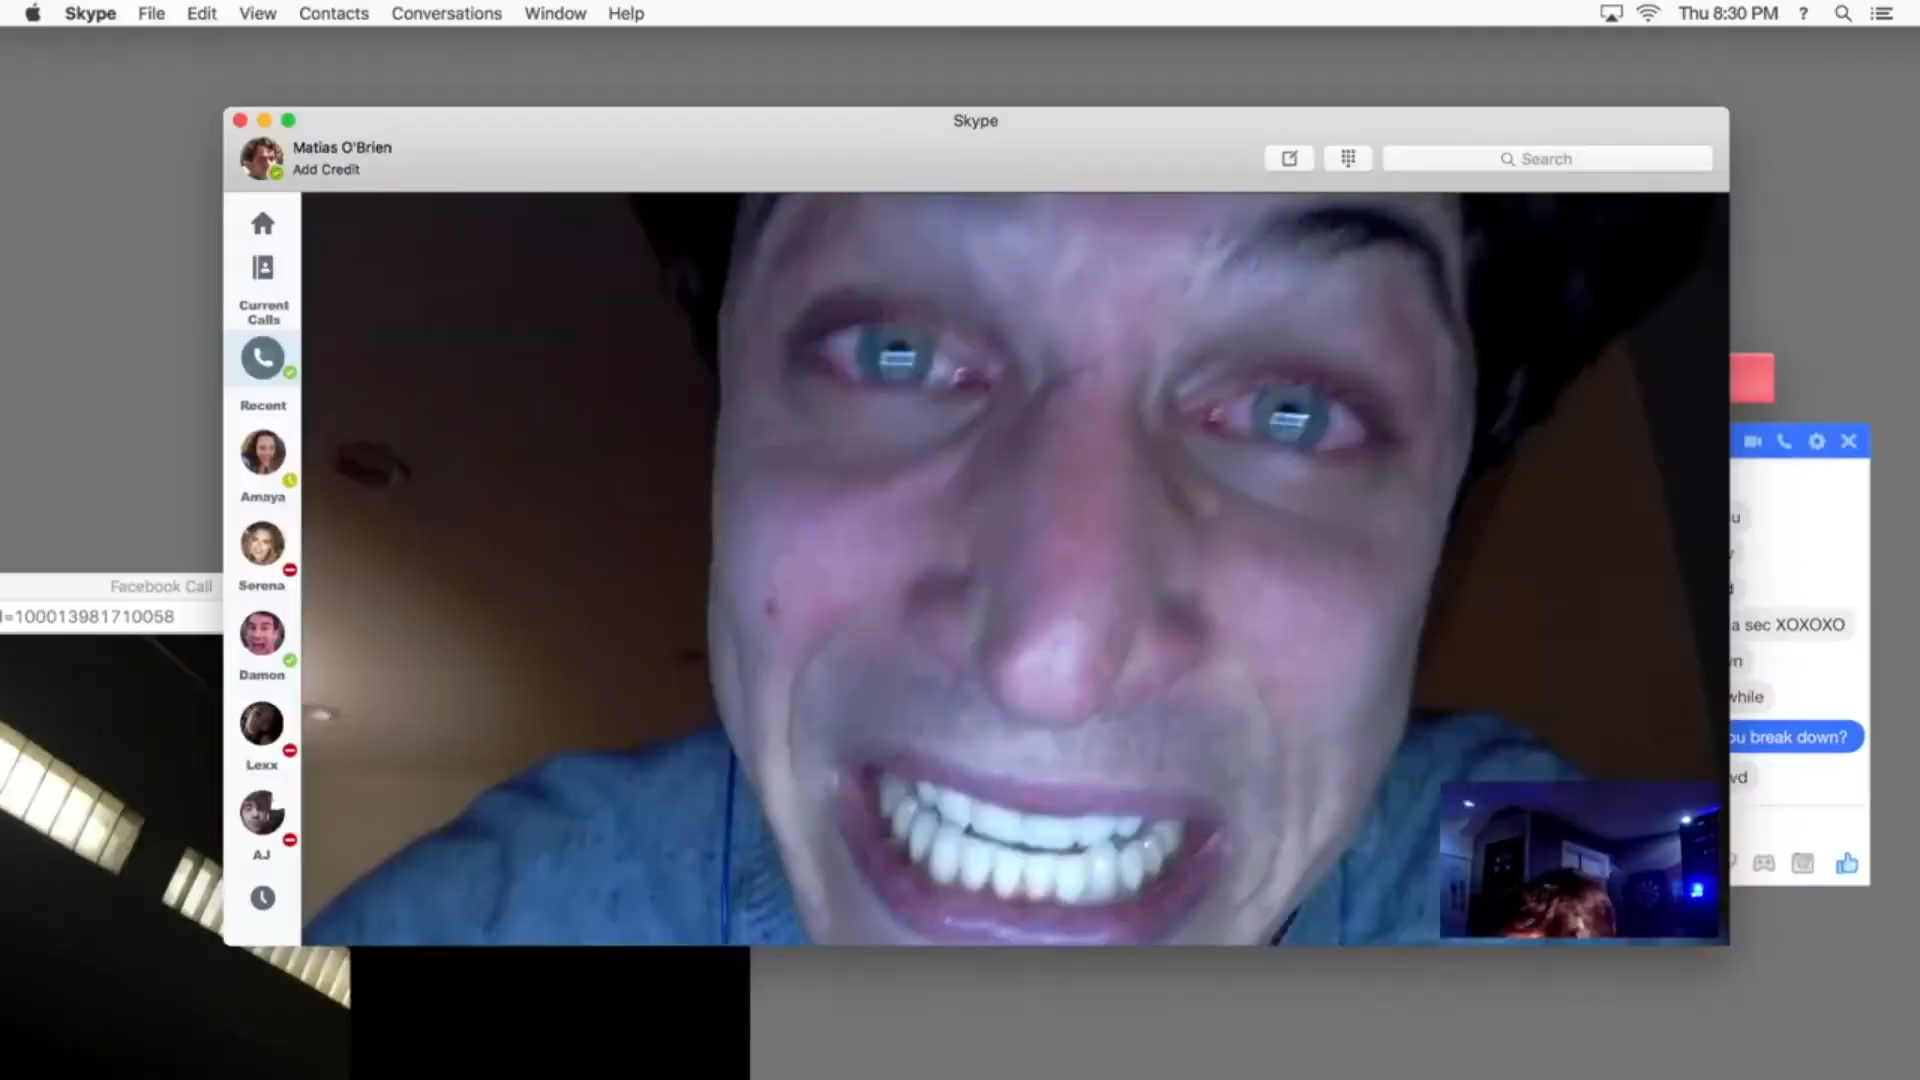 Skype File Edit View Contacts Conversations Window Help Thu 8:30 PM ?
Skype
Matias O'Brien
Add Credit
Search
Current
Calls
Recent
Amaya
Serena
Damon
Lexx
AJ
Facebook Call
=100013981710058
a sec XOXOXO
break down?